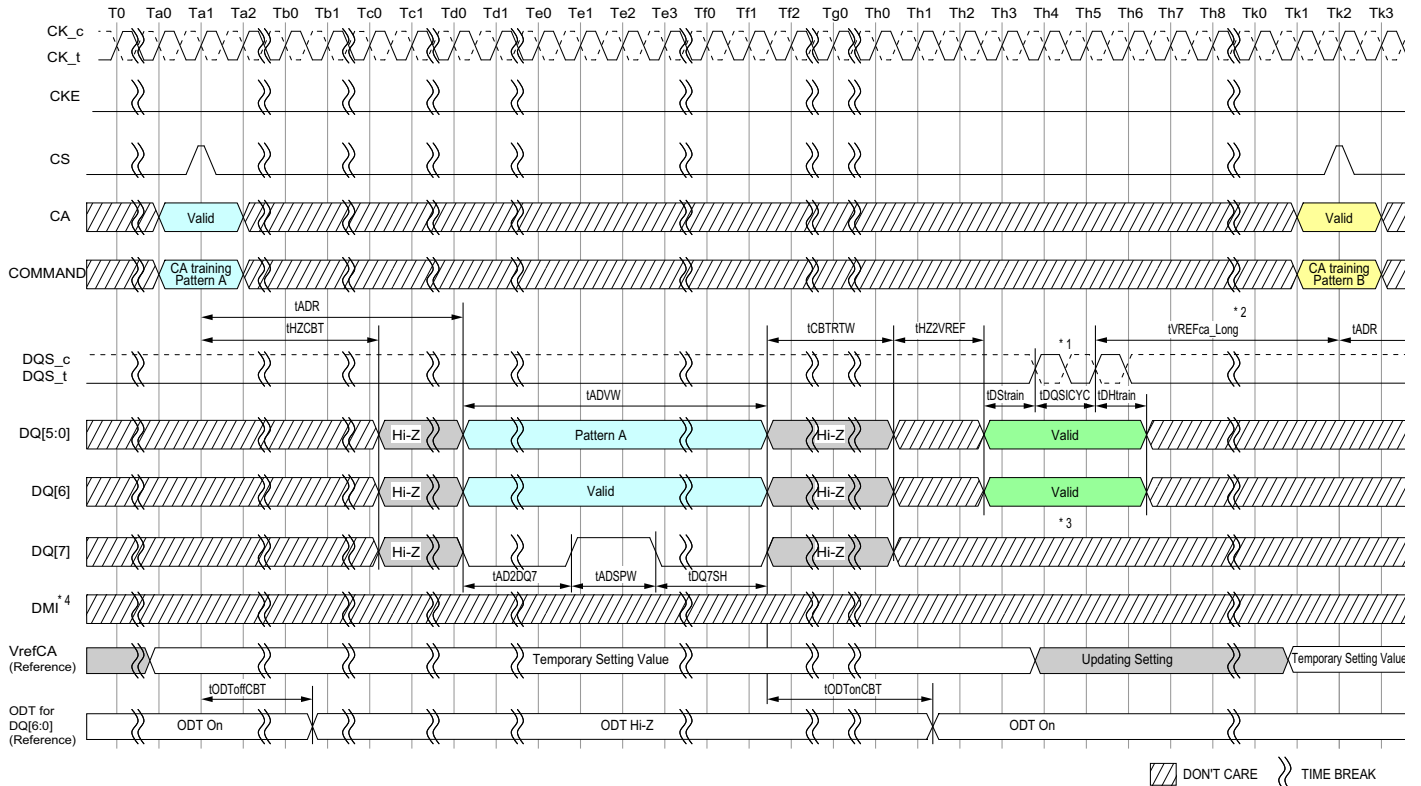 T0 Ta0 Ta1 Ta2 Tb0 Tb1 Tc0 Tc1 Td0 Td1 Te0 Te1 Te2 Te3 Tf0 Tf1 Tf2 Tg0 Th0 Th1 Th2 Th3 Th4 Th5 Th6 Th7 Th8 Tk0 Tk1 Tk2 Tk3
CK_c
CK_t
CKE
CS
CA Valid Valid
COMMAND CA training Pattern A CA training Pattern B
tADR * 2
tHZCBT tCBTRTW tHZ2VREF tVREFca_Long tADR
DQS_c * 1
DQS_t
tADVW tDStrain tDQSICYC tDHtrain
DQ[5:0] Hi-Z Pattern A Hi-Z Valid
DQ[6] Hi-Z Valid Hi-Z Valid
* 3
DQ[7] Hi-Z Hi-Z
tAD2DQ7 tADSPW tDQ7SH
DMI * 4
VrefCA
(Reference) Temporary Setting Value Updating Setting Temporary Setting Value
tODToffCBT tODTonCBT
ODT for
DQ[6:0] ODT On ODT Hi-Z ODT On
(Reference)
DON'T CARE TIME BREAK